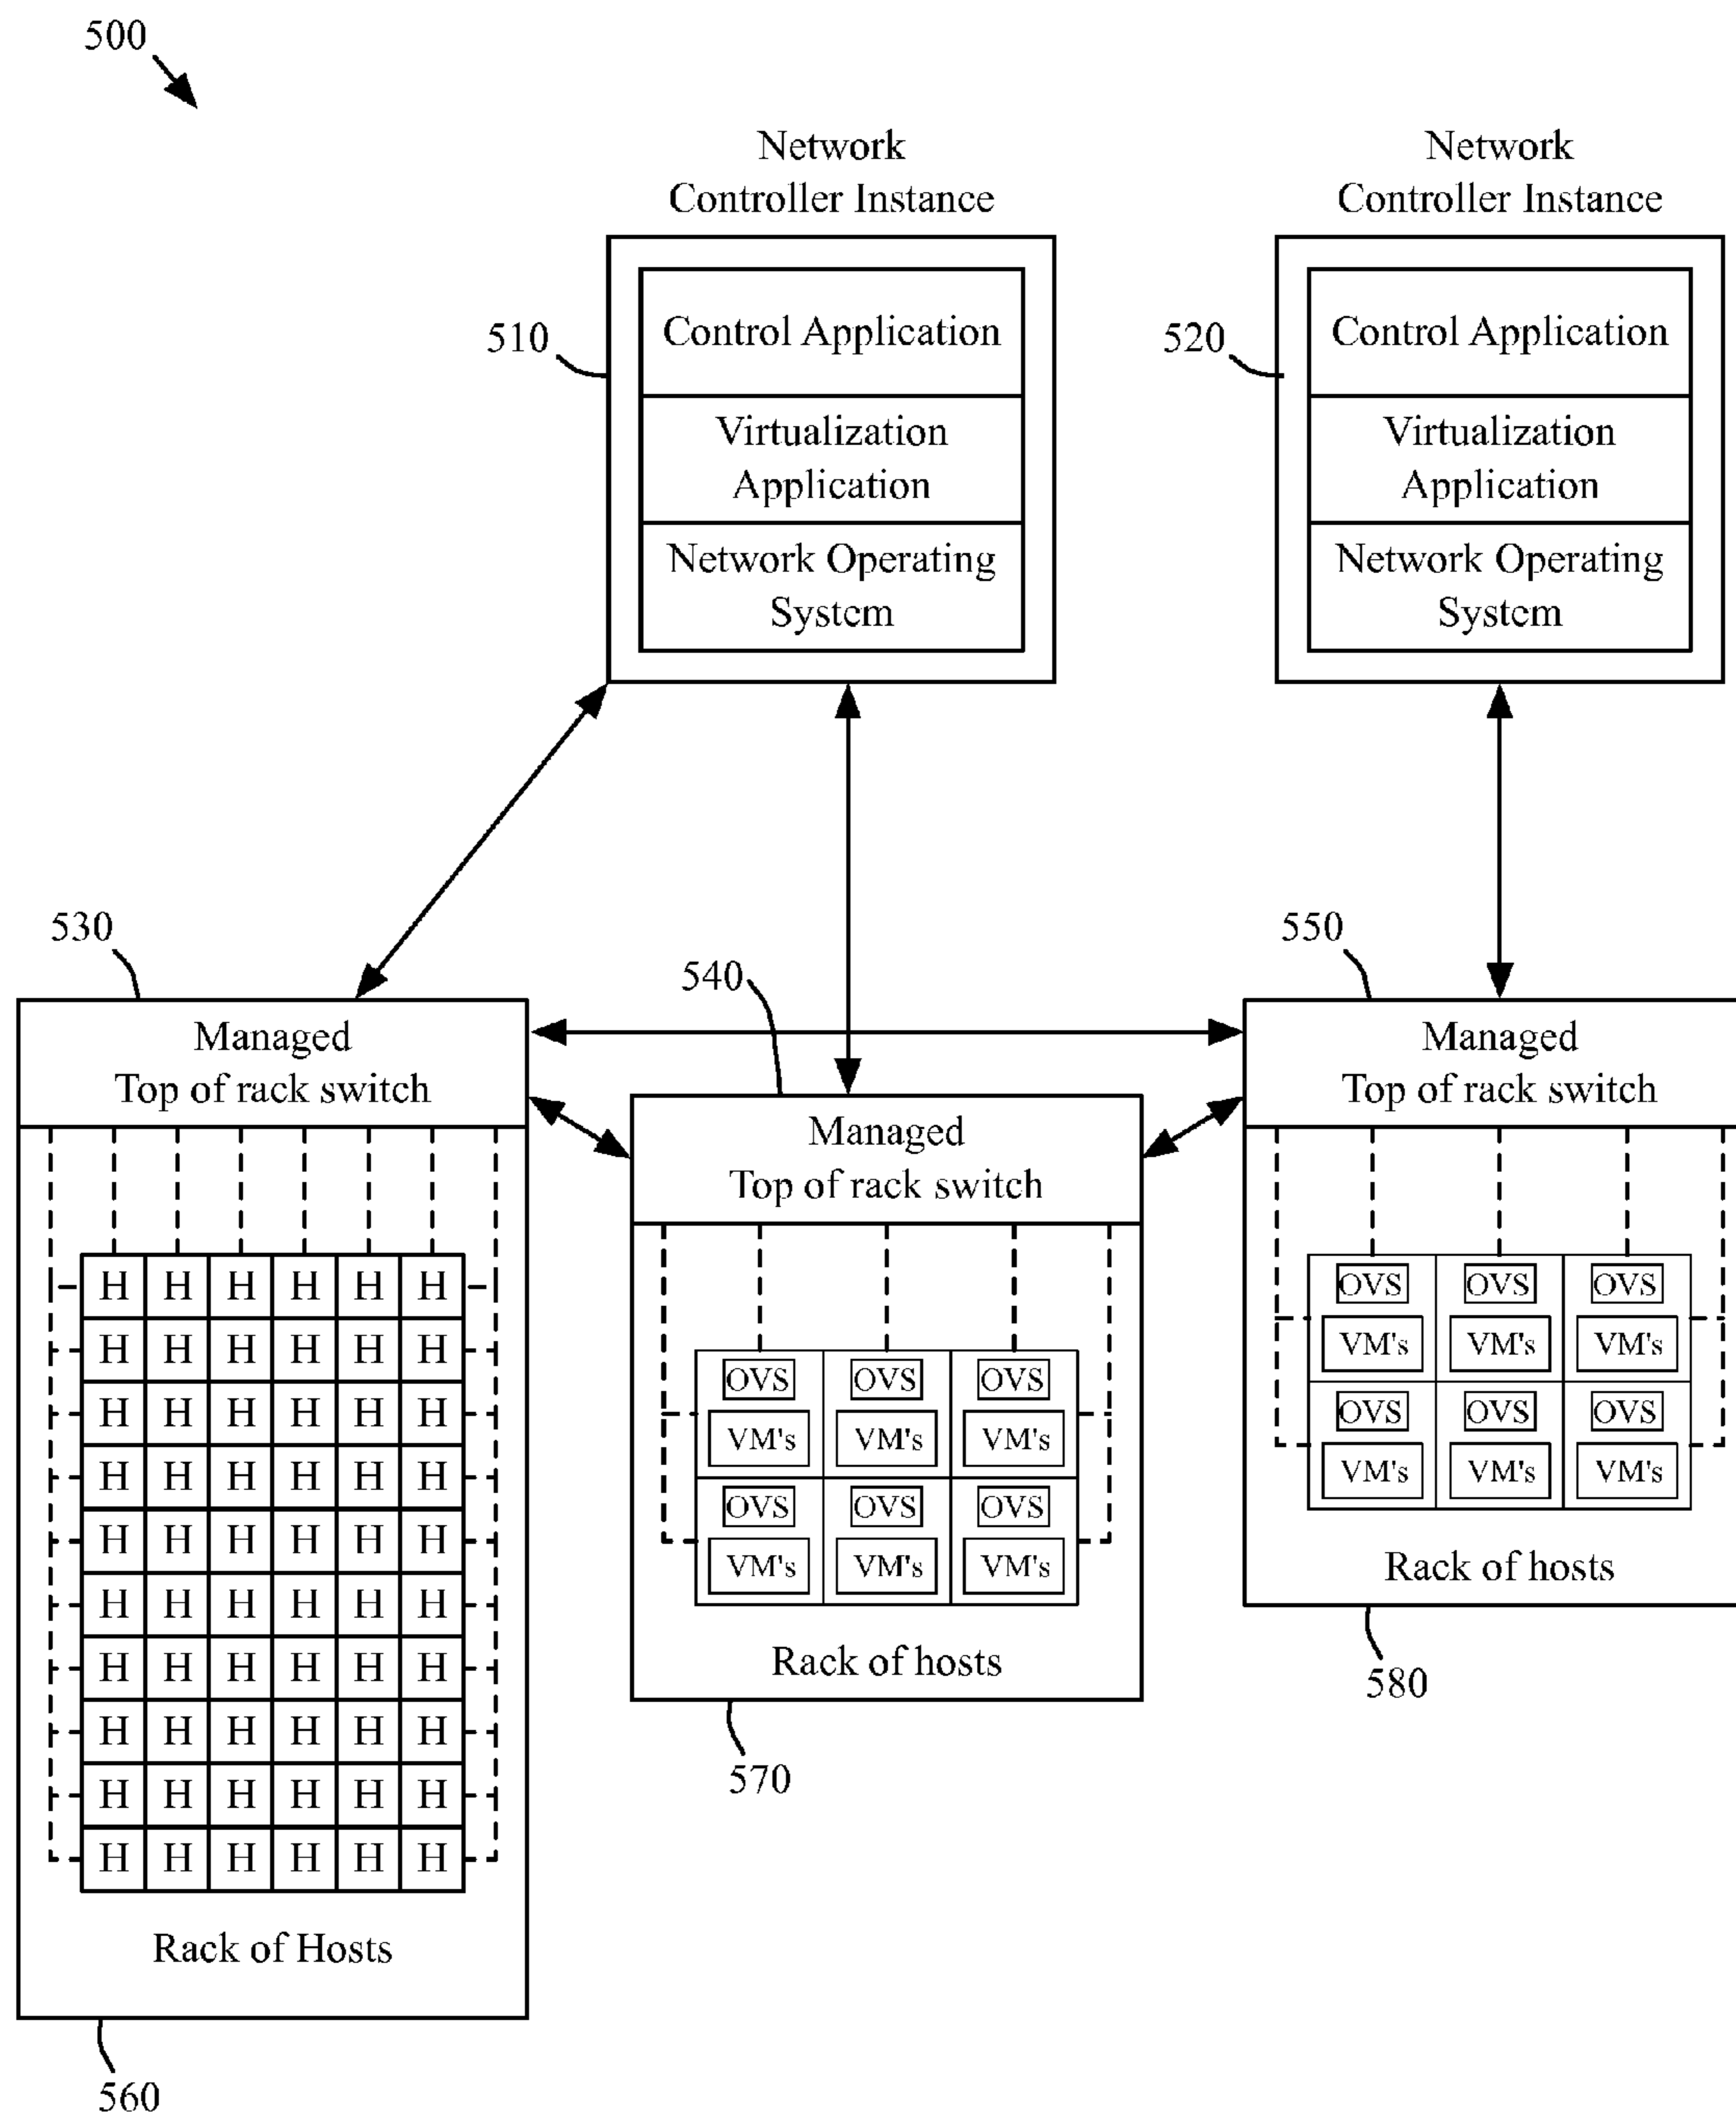 500
Network
Controller Instance
Network
Controller Instance
510
Control Application
Virtualization
Application
Network Operating
System
520
Control Application
Virtualization
Application
Network Operating
System
530
540
550
Managed
Top of rack switch
Managed
Top of rack switch
Managed
Top of rack switch
H H H H H H
H H H H H H
H H H H H H
H H H H H H
H H H H H H
H H H H H H
H H H H H H
H H H H H H
H H H H H H
H H H H H H
Rack of Hosts
560
OVS OVS OVS
VM's VM's VM's
OVS OVS OVS
VM's VM's VM's
Rack of hosts
570
OVS OVS OVS
VM's VM's VM's
OVS OVS OVS
VM's VM's VM's
Rack of hosts
580